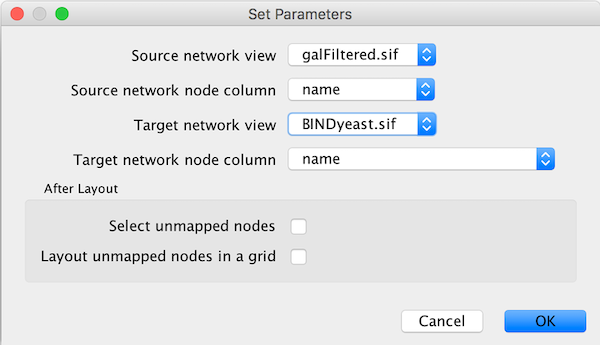 Set Parameters
Source network view galFiltered.sif
Source network node column name
Target network view BINDyeast.sif
Target network node column name
After Layout
Select unmapped nodes
Layout unmapped nodes in a grid
Cancel OK